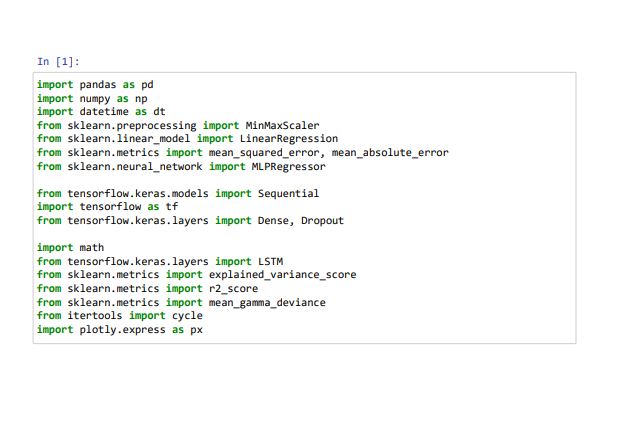 In [1]:
import pandas as pd
import numpy as np
import datetime as dt
from sklearn.preprocessing import MinMaxScaler
from sklearn.linear_model import LinearRegression
from sklearn.metrics import mean_squared_error, mean_absolute_error
from sklearn.neural_network import MLPRegressor
from tensorflow.keras.models import Sequential
import tensorflow as tf
from tensorflow.keras.layers import Dense, Dropout
import math
from tensorflow.keras.layers import LSTM
from sklearn.metrics import explained_variance_score
from sklearn.metrics import r2_score
from sklearn.metrics import mean_gamma_deviance
from itertools import cycle
import plotly.express as px